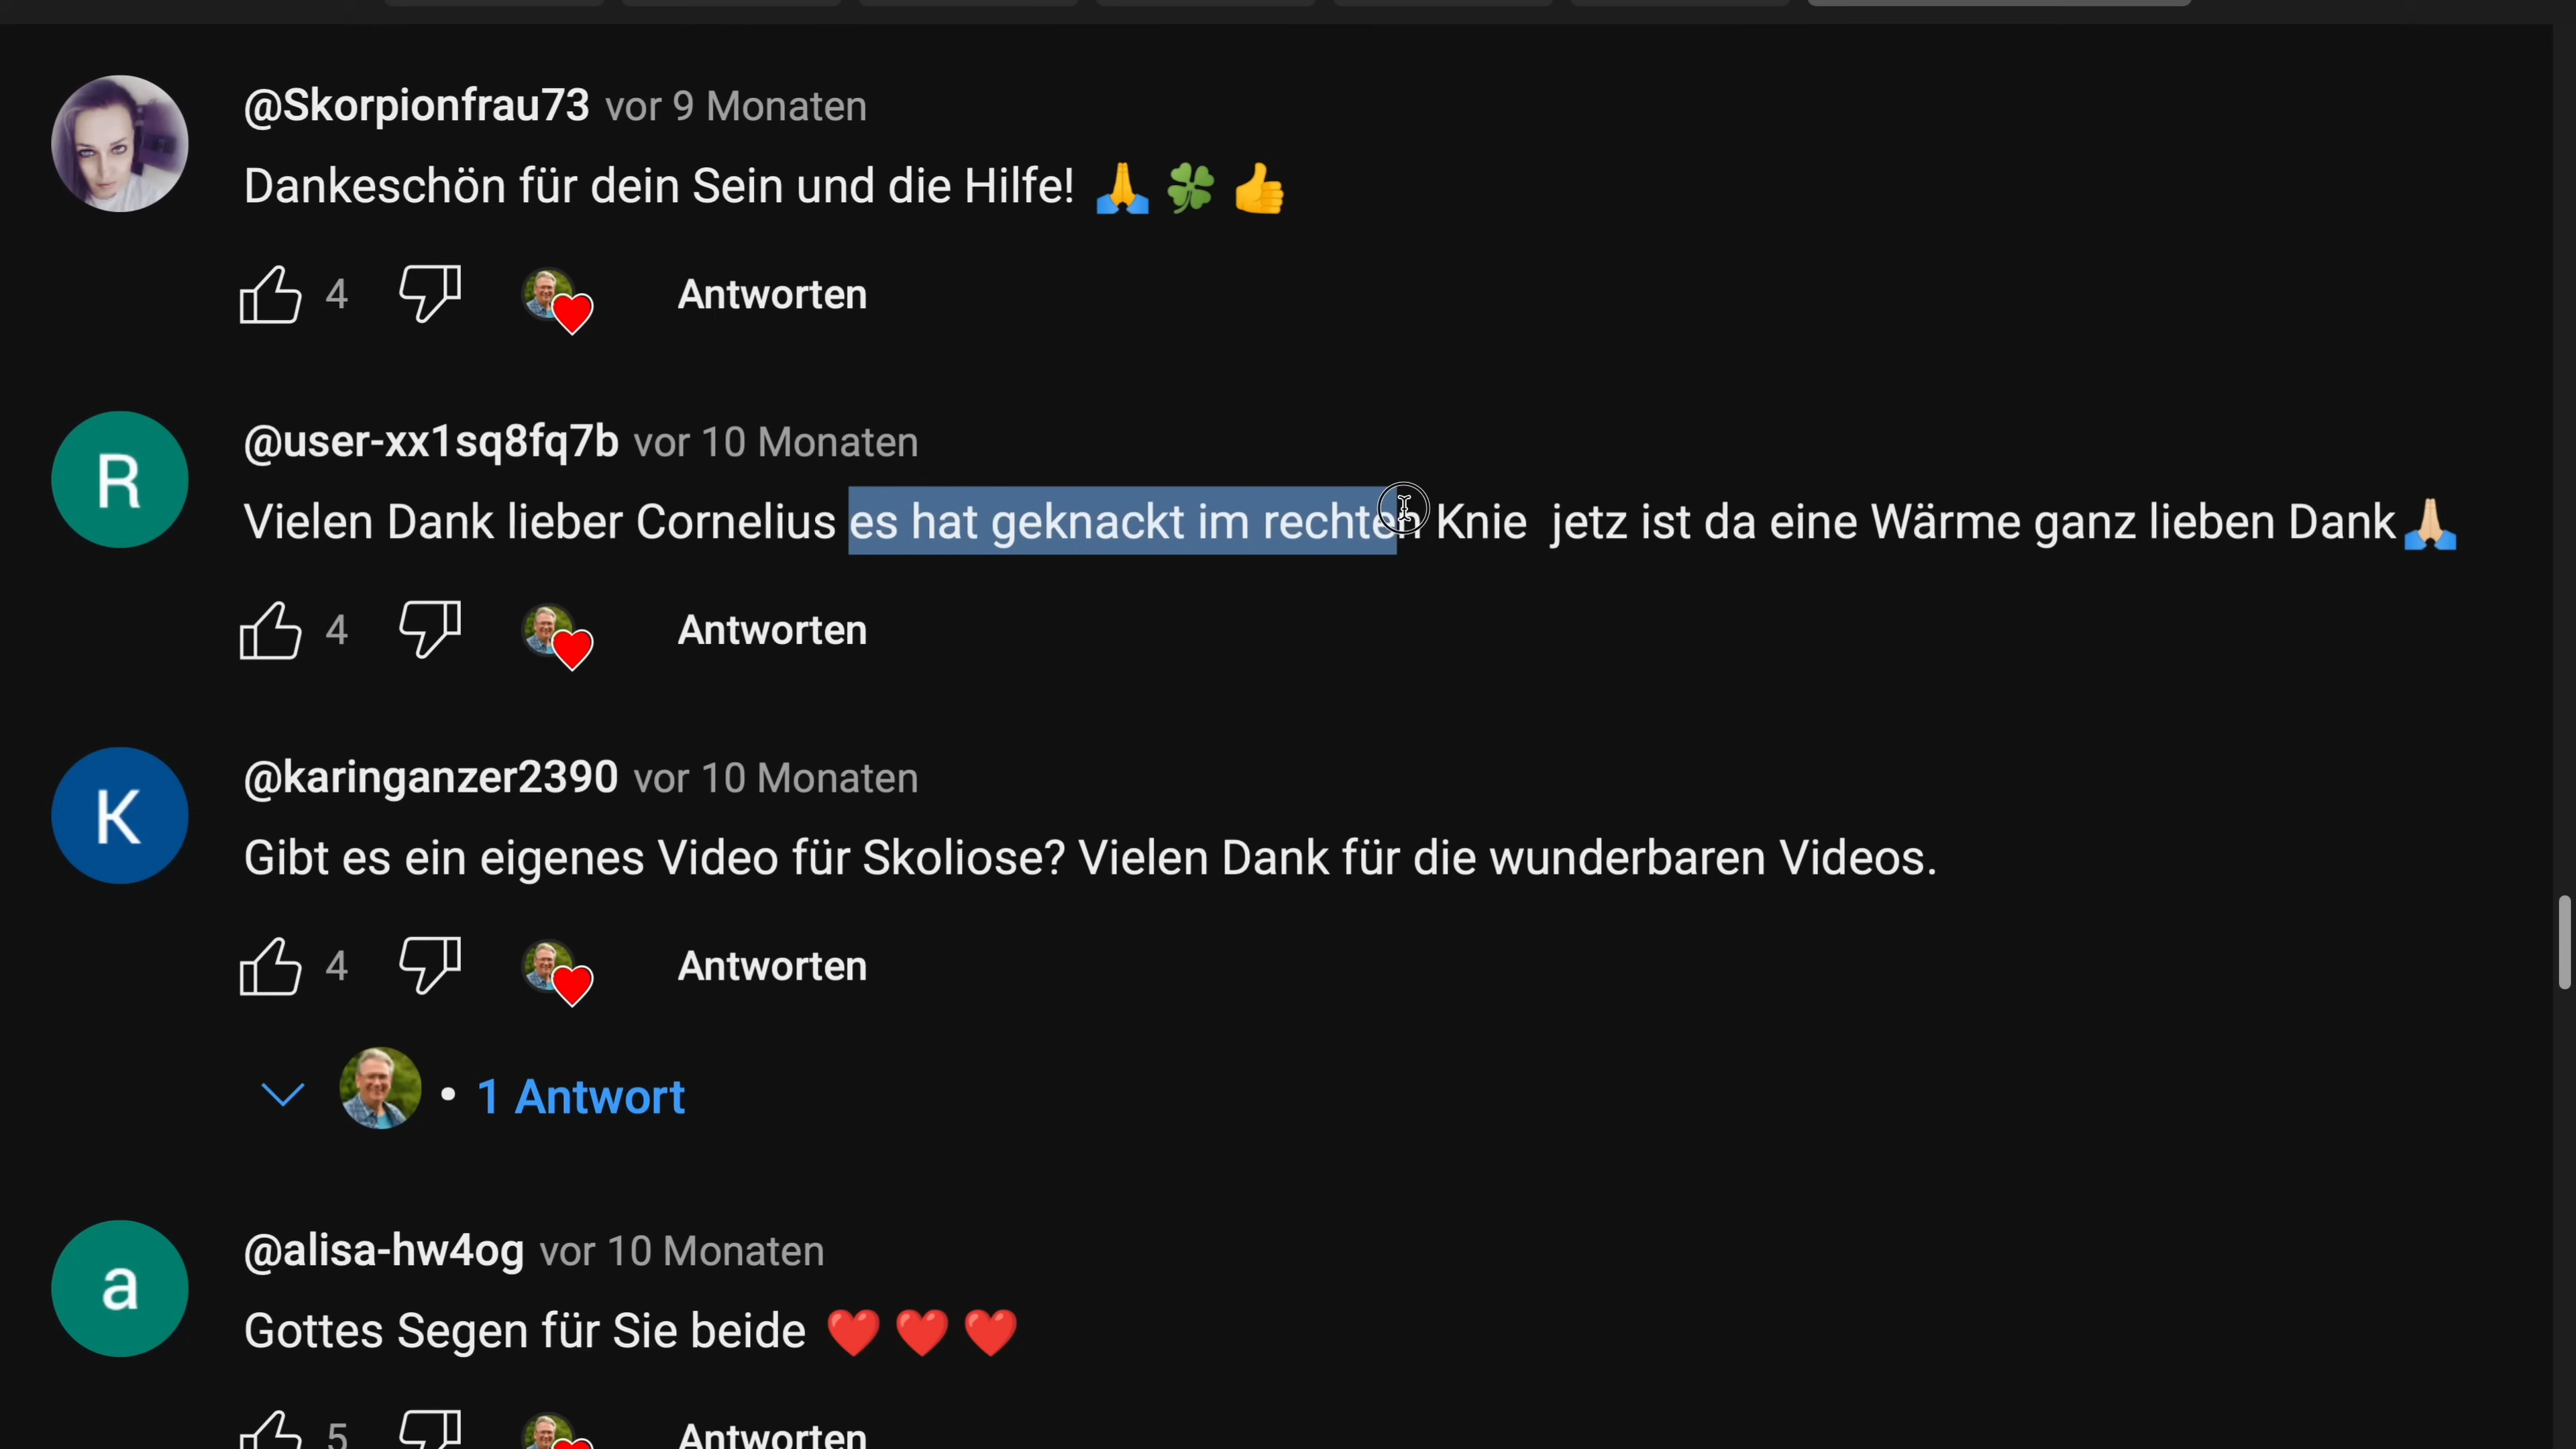 @Skorpionfrau73 vor 9 Monaten
Dankeschön für dein Sein und die Hilfe! 🙏 🍀 👍
4 Antworten
@user-xx1sq8fq7b vor 10 Monaten
Vielen Dank lieber Cornelius es hat geknackt im rechten Knie  jetz ist da eine Wärme ganz lieben Dank🙏🏻
4 Antworten
@karinganzer2390 vor 10 Monaten
Gibt es ein eigenes Video für Skoliose? Vielen Dank für die wunderbaren Videos.
4 Antworten
• 1 Antwort
@alisa-hw4og vor 10 Monaten
Gottes Segen für Sie beide ❤️ ❤️ ❤️
5 Antworten
R
K
a